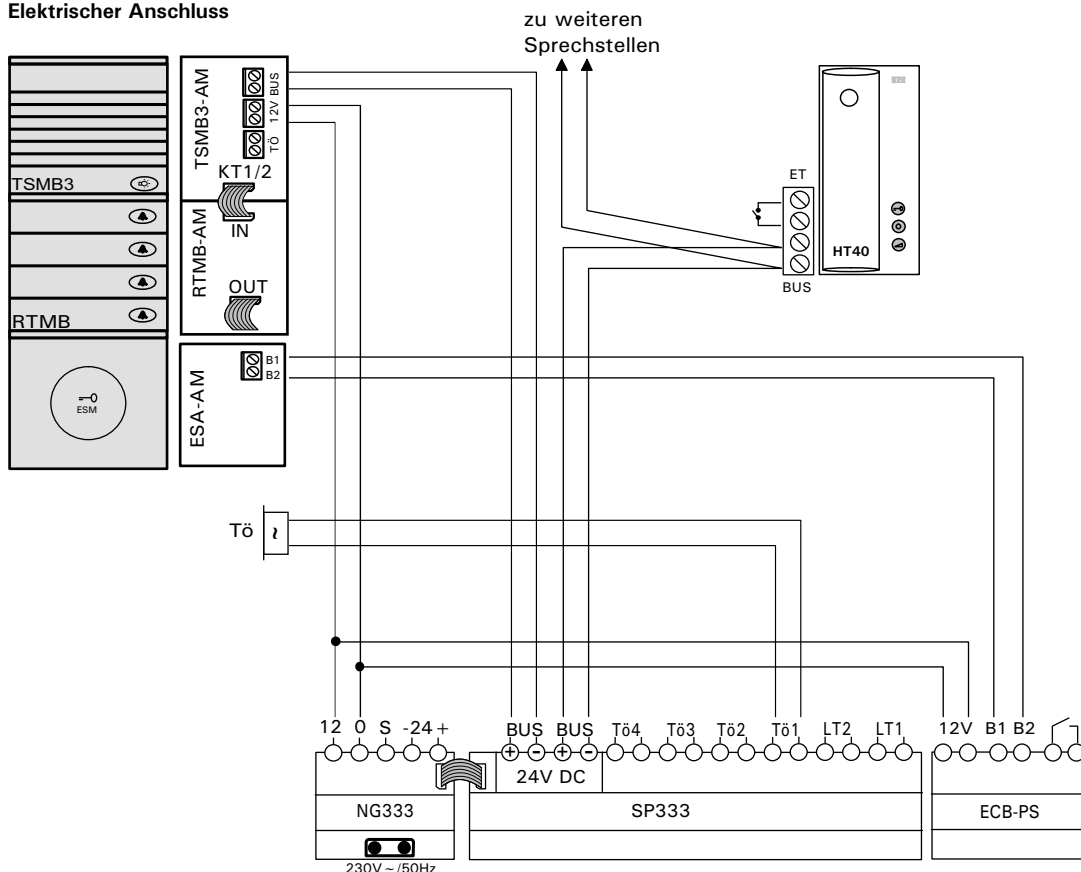 Elektrischer Anschluss
zu weiteren
Sprechstellen
TSMB3-AM
BUS
12V
TÖ
KT1/2
TSMB3
IN
RTMB-AM
OUT
RTMB
ET
HT40
BUS
B1
B2
ESA-AM
ESM
Tö
~
12 0 S -24+
BUS BUS Tö4 Tö3 Tö2 Tö1 LT2 LT1
12V B1 B2
+ - + -
24V DC
NG333
SP333
ECB-PS
230V~/50Hz